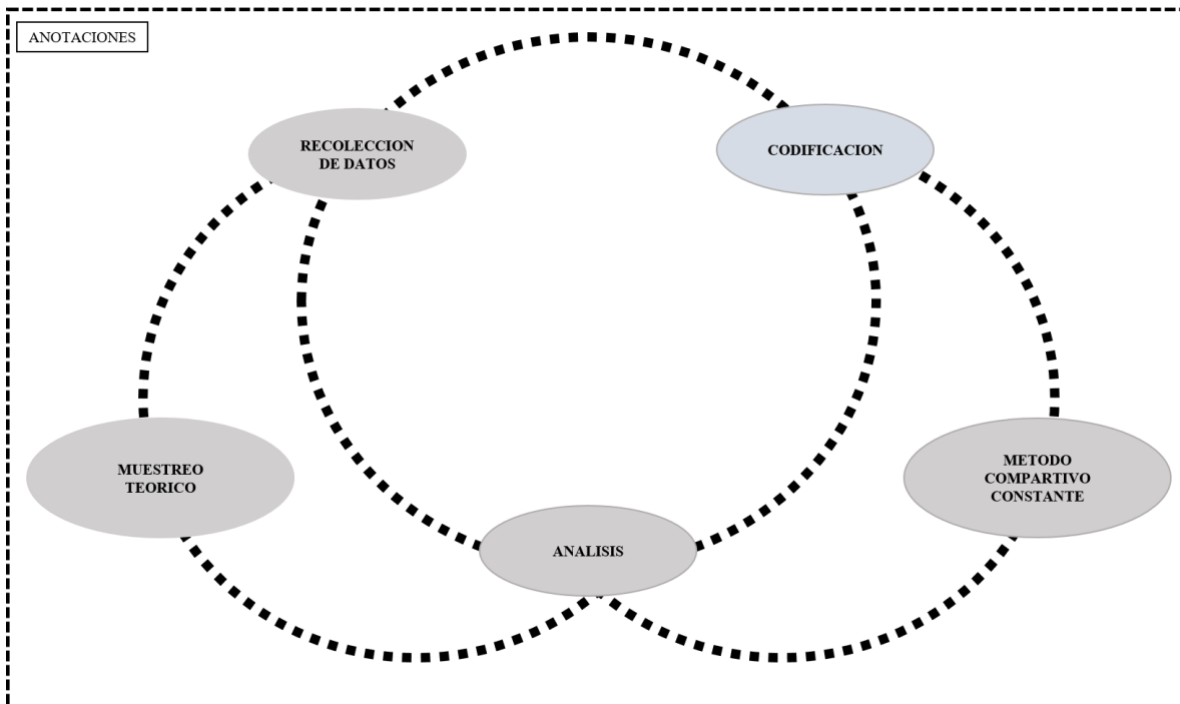 ANOTACIONES
RECOLECCION
DE DATOS
CODIFICACION
MUESTREO
TEORICO
METODO
COMPARTIVO
CONSTANTE
ANALISIS